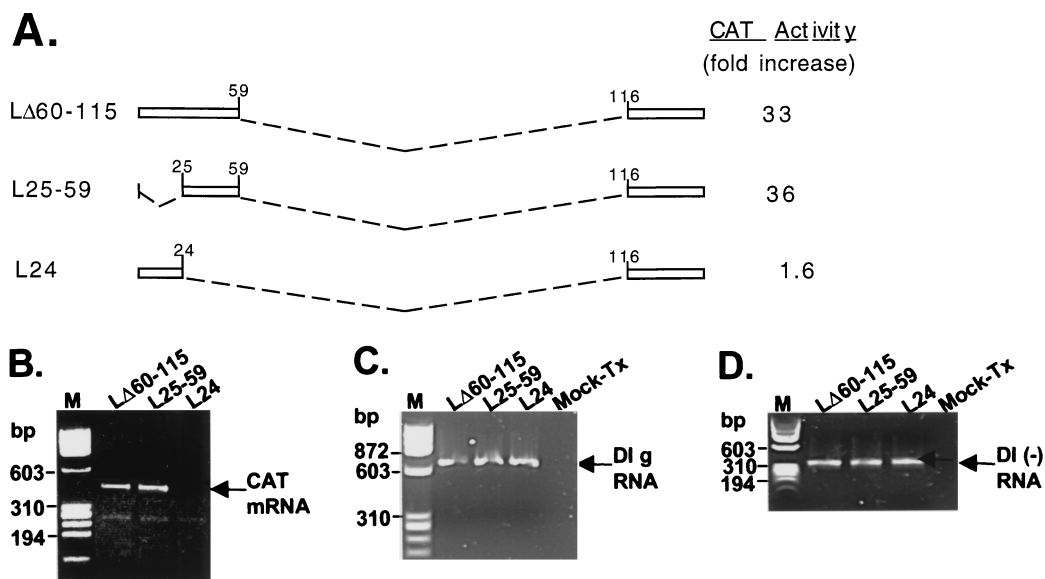 A.
CAT Activity
(fold increase)
LΔ60-115 59 116 33
L25-59 25 59 116 36
L24 24 116 1.6
B.
M LΔ60-115 L25-59 L24
bp
603
310
194
CAT
mRNA
C.
M LΔ60-115 L25-59 L24 Mock-Tx
bp
872
603
310
DI g
RNA
D.
M LΔ60-115 L25-59 L24 Mock-Tx
bp
603
310
194
DI (-)
RNA